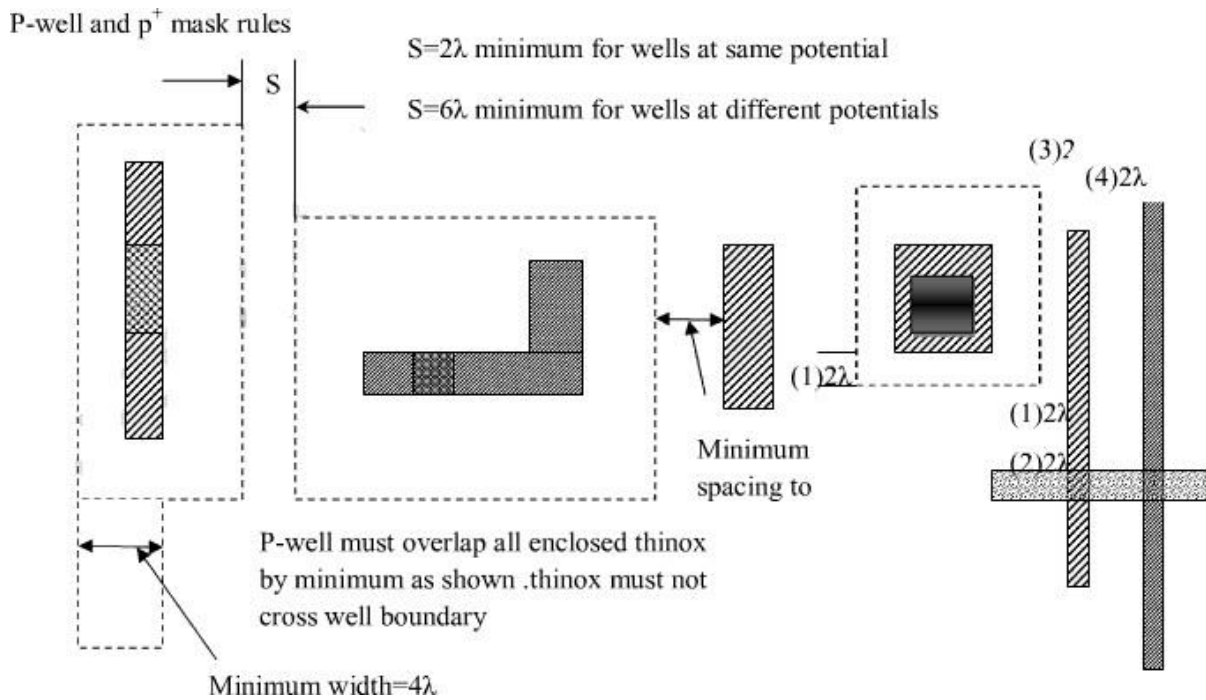 P-well and p⁺ mask rules
S=2λ minimum for wells at same potential
S
S=6λ minimum for wells at different potentials
(3)2
(4)2λ
(1)2λ
(1)2λ
(2)2λ
Minimum
spacing to
P-well must overlap all enclosed thinox
by minimum as shown .thinox must not
cross well boundary
Minimum width=4λ